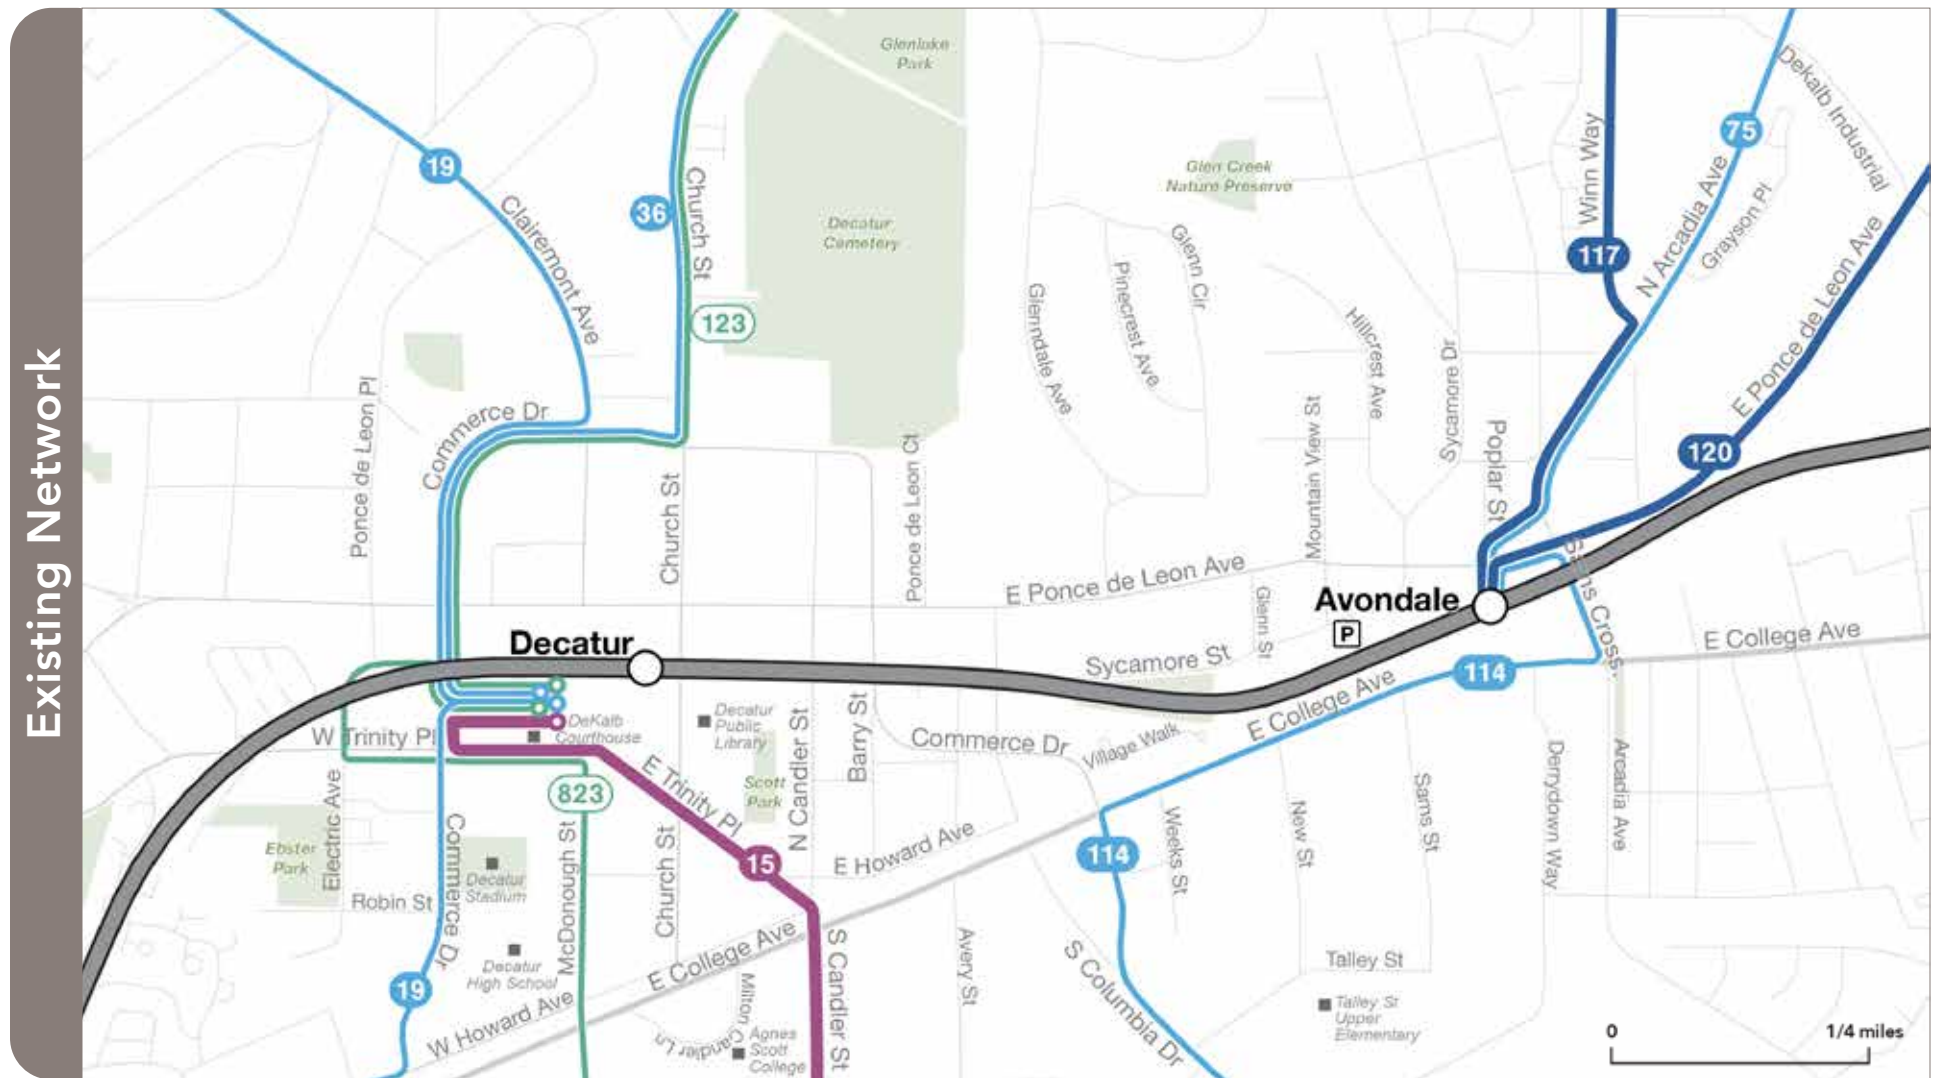 Existing Network
Glenlake
Park
Dekalb Industrial
75
19
Winn Way
Glen Creek
Nature Preserve
N Arcadia Ave
Grayson Pl
Church St
36
Clairemont Ave
Decatur
Cemetery
Glenn Cir
117
E Ponce de Leon Ave
Pinecrest Ave
Glenndale Ave
123
Hillcrest Ave
Sycamore Dr
Ponce de Leon Pl
Commerce Dr
Mountain View St
Poplar St
120
Church St
Ponce de Leon Ct
E Ponce de Leon Ave
Glenn St
Avondale
P
E College Ave
Decatur
Sycamore St
114
E College Ave
W Trinity Pl
DeKalb
Courthouse
Decatur
Public
Library
N Candler St
Barry St
Commerce Dr
Village Walk
E Trinity Pl
Scott
Park
823
Electric Ave
Ebster
Park
Commerce Dr
McDonough St
Church St
15
E Howard Ave
114
Weeks St
New St
Sams St
Derrydown Way
Arcadia Ave
Decatur
Stadium
Robin St
Decatur
High School
19
W Howard Ave
E College Ave
S Candler St
Avery St
S Columbia Dr
Talley St
Talley St
Upper
Elementary
Milton Candler Ln
Agnes
Scott
College
0
1/4 miles